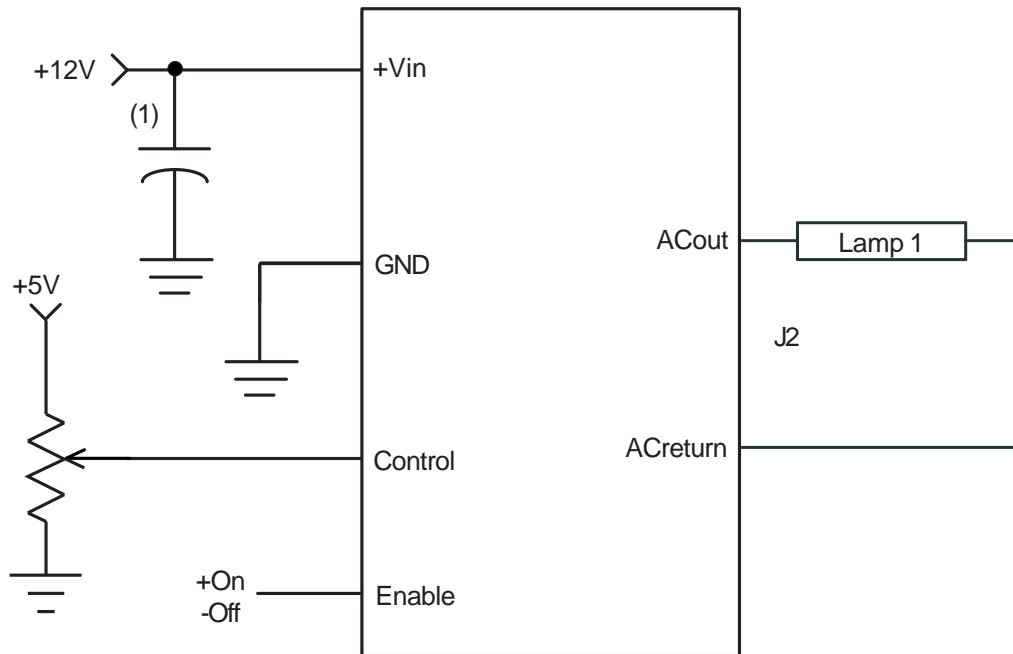 +12V
+Vin
(1)
ACout
Lamp 1
GND
+5V
J2
Control
ACreturn
+On
-Off
Enable